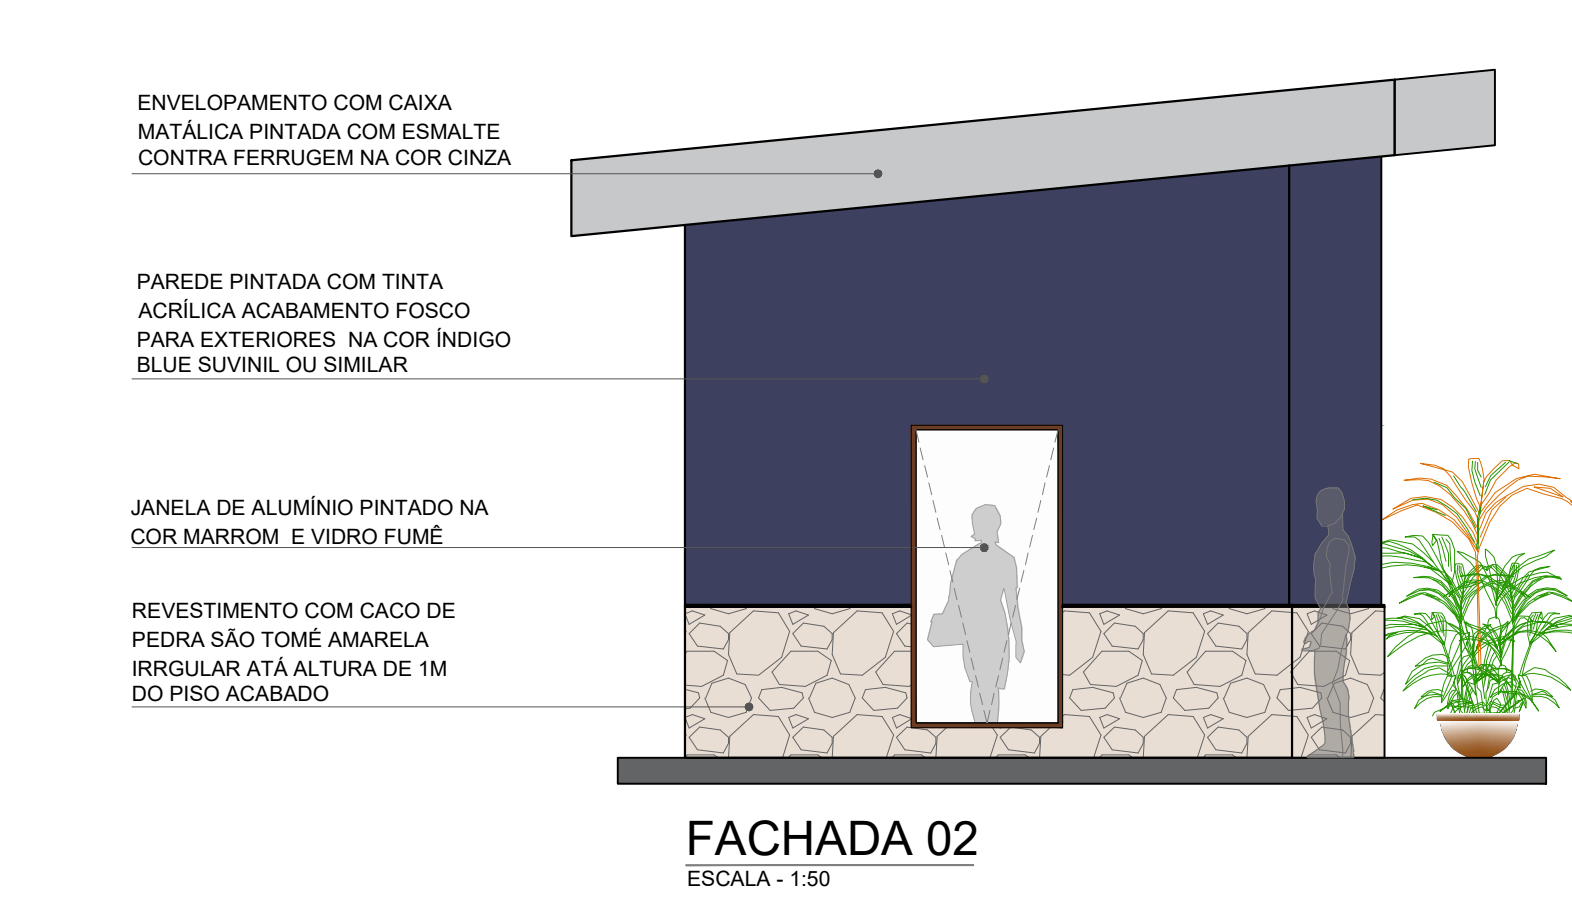 ENVELOPAMENTO COM CAIXA
MATÁLICA PINTADA COM ESMALTE
CONTRA FERRUGEM NA COR CINZA
PAREDE PINTADA COM TINTA
ACRÍLICA ACABAMENTO FOSCO
PARA EXTERIORES NA COR ÍNDIGO
BLUE SUVINIL OU SIMILAR
JANELA DE ALUMÍNIO PINTADO NA
COR MARROM E VIDRO FUMÊ
REVESTIMENTO COM CACO DE
PEDRA SÃO TOMÉ AMARELA
IRRGULAR ATÁ ALTURA DE 1M
DO PISO ACABADO
FACHADA 02
ESCALA - 1:50